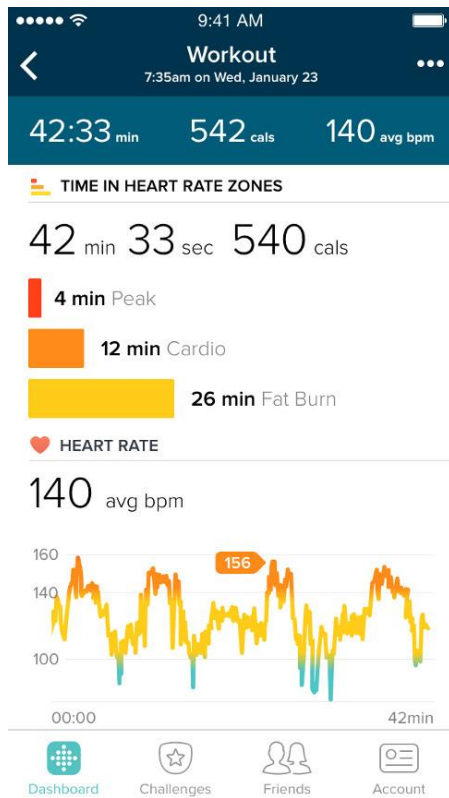 9:41 AM
Workout
7:35am on Wed, January 23
42:33 min 542 cals 140 avg bpm
TIME IN HEART RATE ZONES
42 min 33 sec 540 cals
4 min Peak
12 min Cardio
26 min Fat Burn
HEART RATE
140 avg bpm
160
156
140
100
00:00 42min
Dashboard Challenges Friends Account